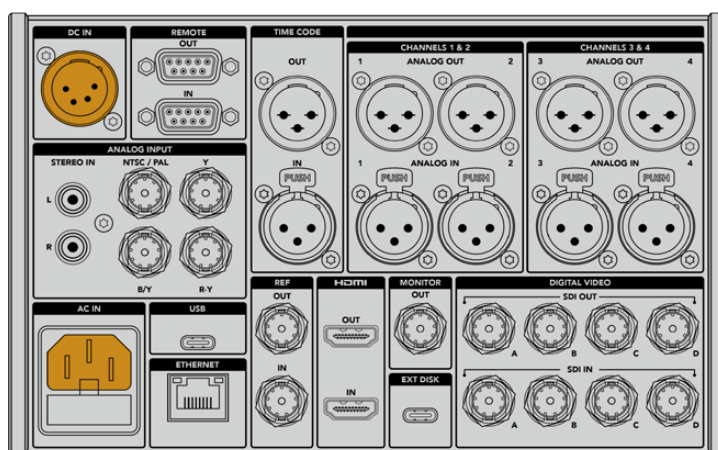 DC IN
REMOTE
OUT
IN
TIME CODE
OUT
IN
PUSH
CHANNELS 1 & 2
1 ANALOG OUT 2
1 ANALOG IN 2
PUSH PUSH
CHANNELS 3 & 4
3 ANALOG OUT 4
3 ANALOG IN 4
PUSH PUSH
ANALOG INPUT
STEREO IN NTSC / PAL Y
L
R
B/Y R-Y
AC IN
USB
ETHERNET
REF
OUT
IN
HDMI
OUT
IN
MONITOR
OUT
EXT DISK
DIGITAL VIDEO
SDI OUT
A B C D
SDI IN
A B C D